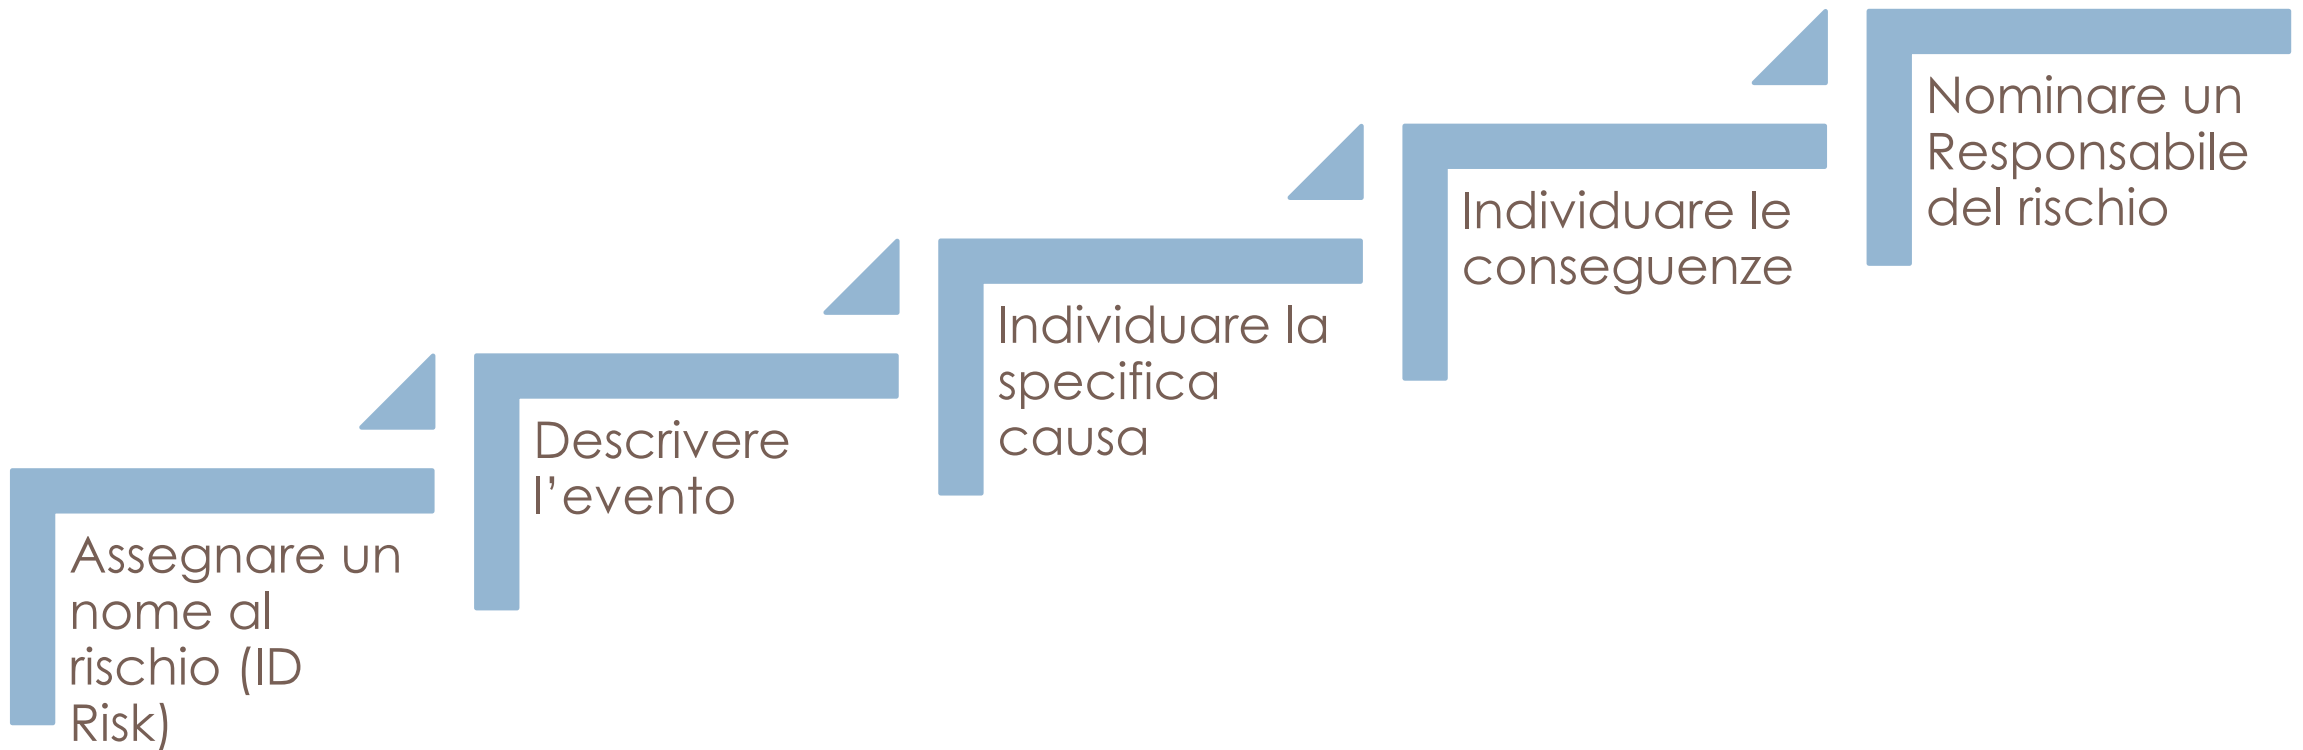 Assegnare un
nome al
rischio (ID
Risk)
Descrivere
l’evento
Individuare la
specifica
causa
Individuare le
conseguenze
Nominare un
Responsabile
del rischio